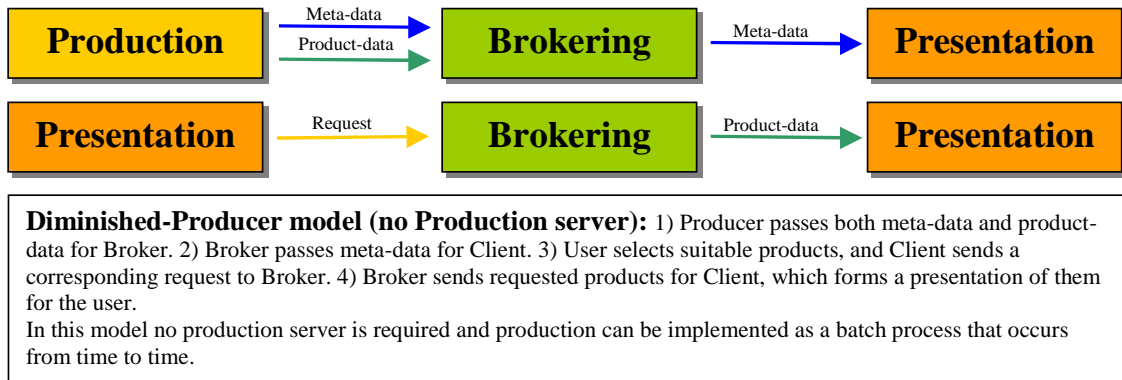 Production
Meta-data
Product-data
Brokering
Meta-data
Presentation
Presentation
Request
Brokering
Product-data
Presentation
Diminished-Producer model (no Production server): 1) Producer passes both meta-data and product-
data for Broker. 2) Broker passes meta-data for Client. 3) User selects suitable products, and Client sends a
corresponding request to Broker. 4) Broker sends requested products for Client, which forms a presentation of them
for the user.
In this model no production server is required and production can be implemented as a batch process that occurs
from time to time.